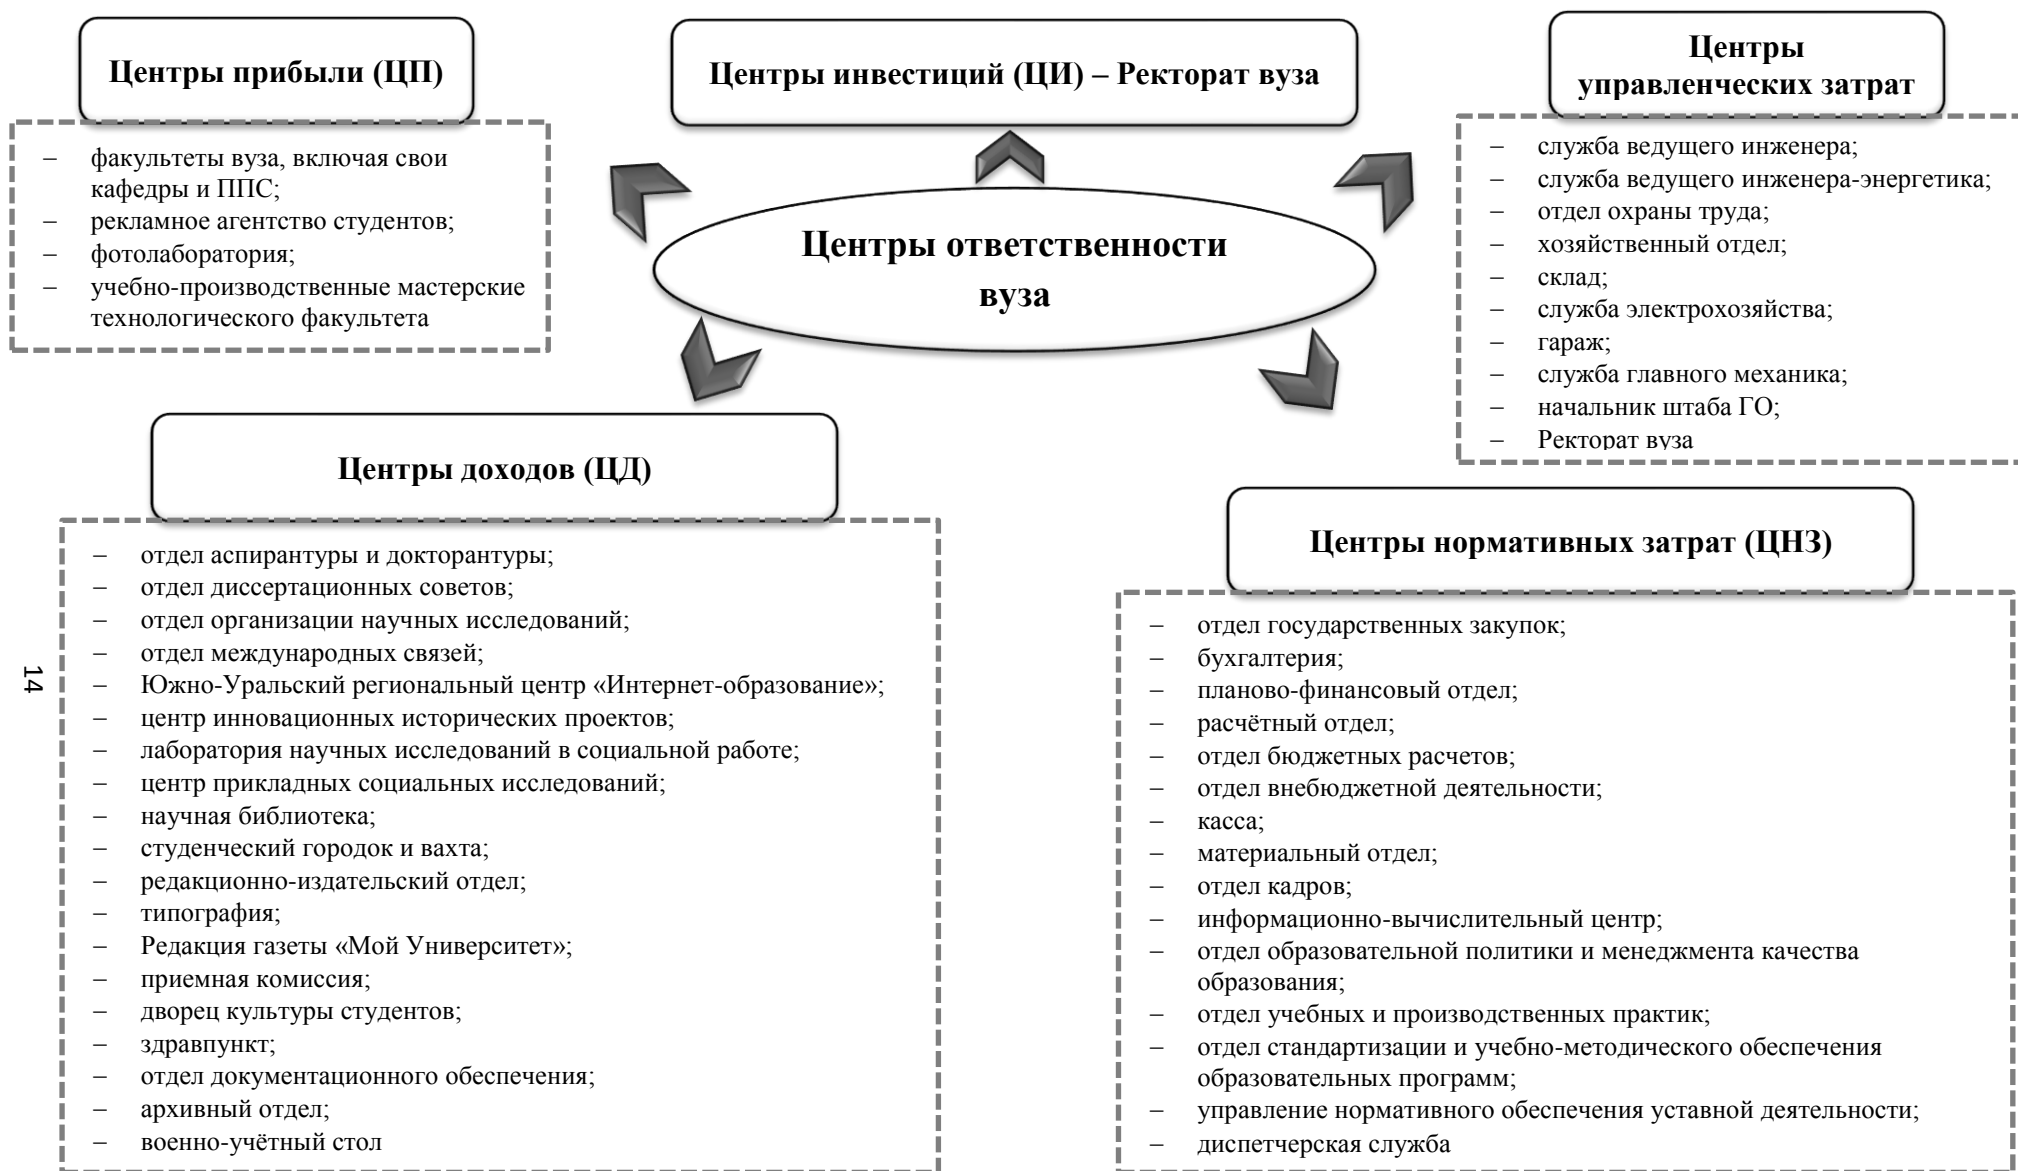 Центры прибыли (ЦП)
– факультеты вуза, включая свои
кафедры и ППС;
– рекламное агентство студентов;
– фотолаборатория;
– учебно-производственные мастерские
технологического факультета
Центры инвестиций (ЦИ) – Ректорат вуза
Центры
управленческих затрат
– служба ведущего инженера;
– служба ведущего инженера-энергетика;
– отдел охраны труда;
– хозяйственный отдел;
– склад;
– служба электрохозяйства;
– гараж;
– служба главного механика;
– начальник штаба ГО;
– Ректорат вуза
Центры ответственности
вуза
Центры доходов (ЦД)
– отдел аспирантуры и докторантуры;
– отдел диссертационных советов;
– отдел организации научных исследований;
– отдел международных связей;
– Южно-Уральский региональный центр «Интернет-образование»;
– центр инновационных исторических проектов;
– лаборатория научных исследований в социальной работе;
– центр прикладных социальных исследований;
– научная библиотека;
– студенческий городок и вахта;
– редакционно-издательский отдел;
– типография;
– Редакция газеты «Мой Университет»;
– приемная комиссия;
– дворец культуры студентов;
– здравпункт;
– отдел документационного обеспечения;
– архивный отдел;
– военно-учётный стол
Центры нормативных затрат (ЦНЗ)
– отдел государственных закупок;
– бухгалтерия;
– планово-финансовый отдел;
– расчётный отдел;
– отдел бюджетных расчетов;
– отдел внебюджетной деятельности;
– касса;
– материальный отдел;
– отдел кадров;
– информационно-вычислительный центр;
– отдел образовательной политики и менеджмента качества
образования;
– отдел учебных и производственных практик;
– отдел стандартизации и учебно-методического обеспечения
образовательных программ;
– управление нормативного обеспечения уставной деятельности;
– диспетчерская служба
14